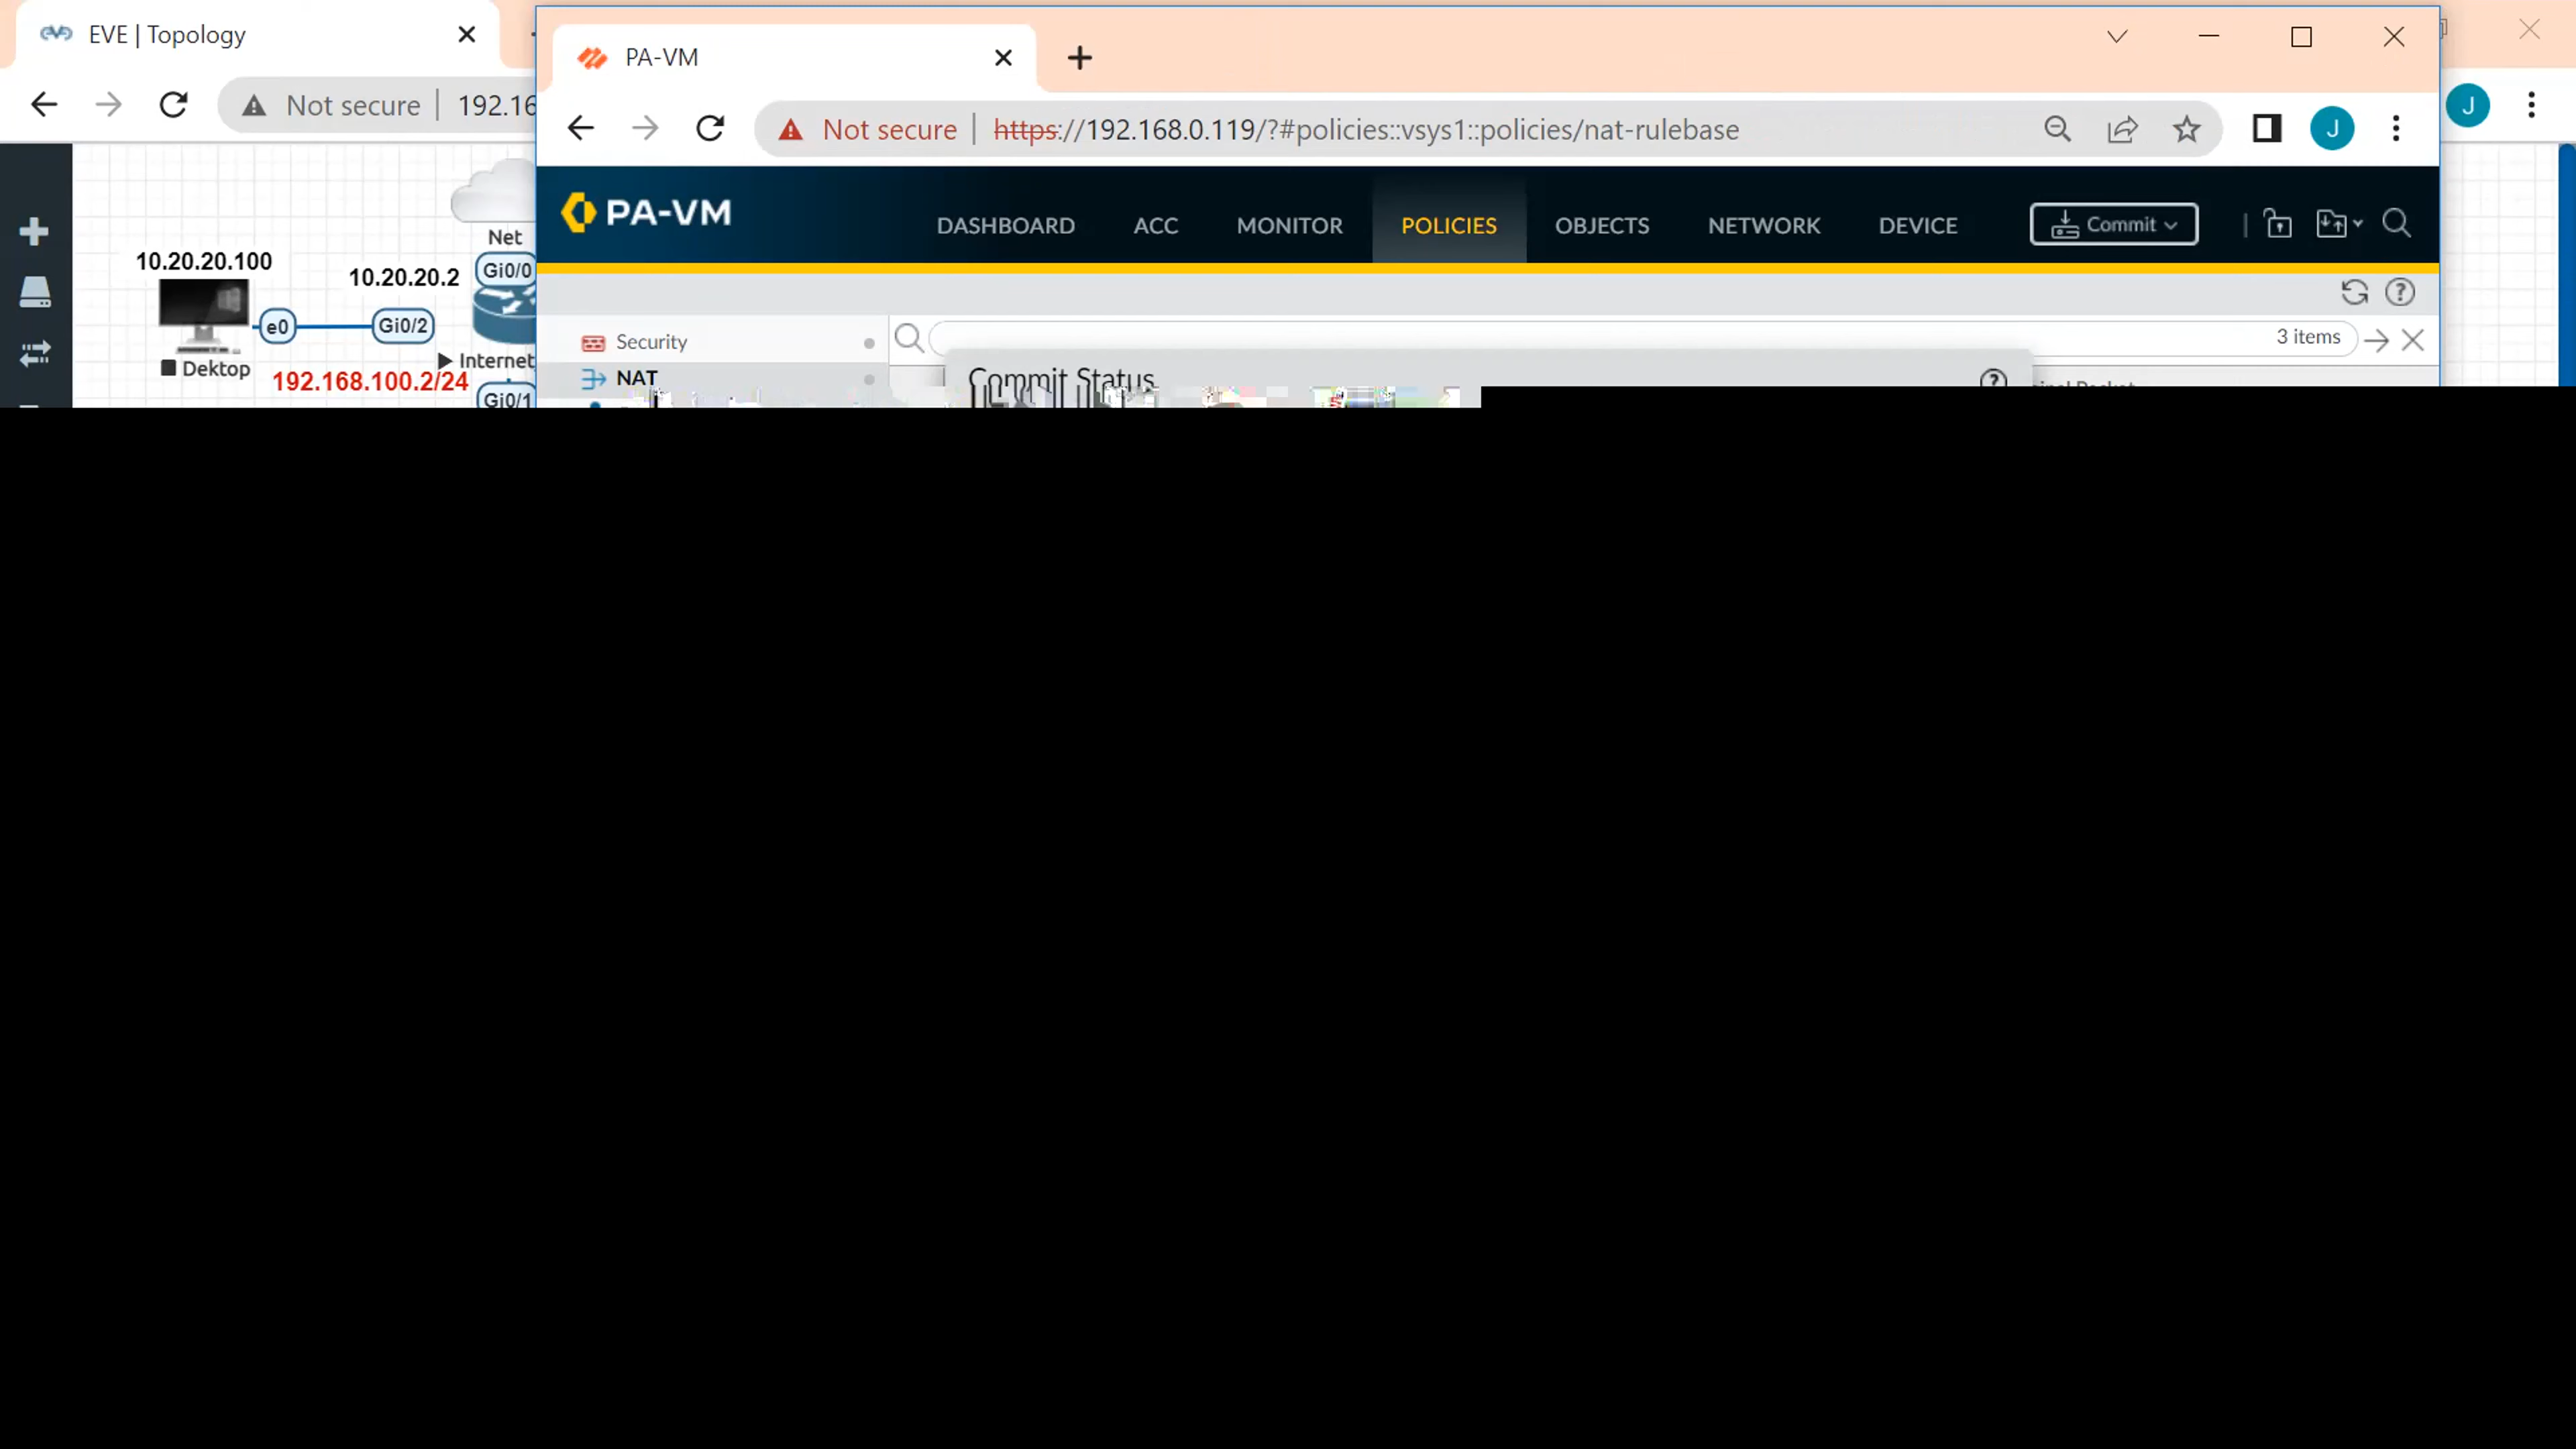 EVE | Topology
Not secure | 192.16
Net
10.20.20.100
Gi0/0
10.20.20.2
e0
Gi0/2
Dektop
Internet
192.168.100.2/24
Gi0/1
PA-VM
Not secure | https://192.168.0.119/?#policies::vsys1::policies/nat-rulebase
J
J
PA-VM
DASHBOARD ACC MONITOR POLICIES OBJECTS NETWORK DEVICE Commit
Security
3 items
NAT
Commit Status